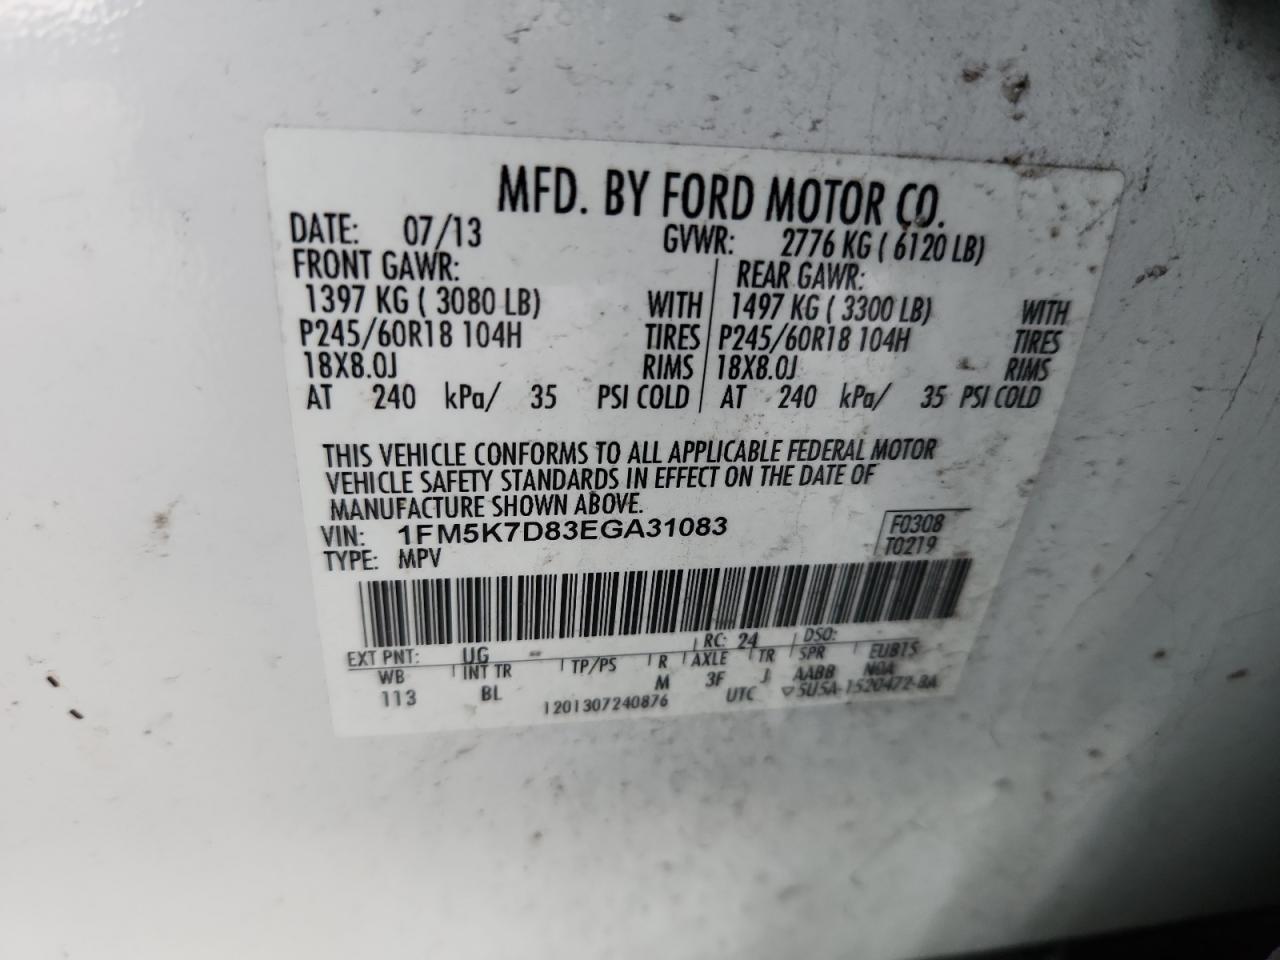 MFD. BY FORD MOTOR CO.
DATE: 07/13 GVWR: 2776 KG ( 6120 LB)
FRONT GAWR: REAR GAWR:
1397 KG ( 3080 LB) WITH 1497 KG ( 3300 LB) WITH
P245/60R18 104H TIRES P245/60R18 104H TIRES
18X8.0J RIMS 18X8.0J RIMS
AT 240 kPa/ 35 PSI COLD AT 240 kPa/ 35 PSI COLD
THIS VEHICLE CONFORMS TO ALL APPLICABLE FEDERAL MOTOR
VEHICLE SAFETY STANDARDS IN EFFECT ON THE DATE OF
MANUFACTURE SHOWN ABOVE.
VIN: 1FM5K7D83EGA31083 F0308
TYPE: MPV T0219
EXT PNT: UG RC: 24 DSO:
WB INT TR TP/PS R AXLE TR SPR EUB15
113 BL M 3F J AABB N0A
1201307240876 UTC ▽5U5A-1520472-BA